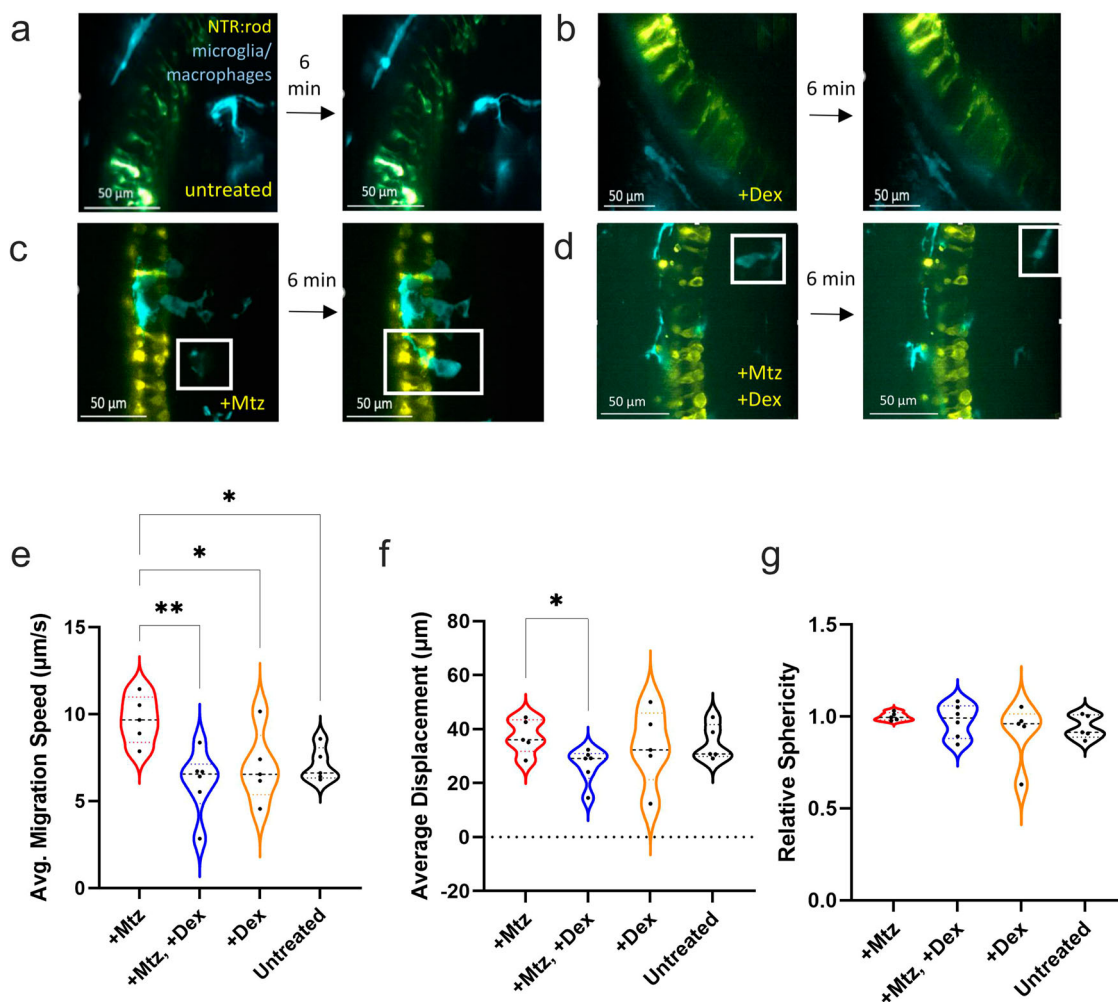 a
NTR:rod
microglia/
macrophages
untreated
50 µm
6
min
50 µm
b
+Dex
50 µm
6 min
50 µm
c
+Mtz
50 µm
6 min
50 µm
d
+Mtz
+Dex
50 µm
6 min
50 µm
e
*
*
**
Avg. Migration Speed (µm/s)
15
10
5
0
+Mtz
+Mtz, +Dex
+Dex
Untreated
f
*
Average Displacement (µm)
80
60
40
20
0
-20
+Mtz
+Mtz, +Dex
+Dex
Untreated
g
Relative Sphericity
1.5
1.0
0.5
0.0
+Mtz
+Mtz, +Dex
+Dex
Untreated